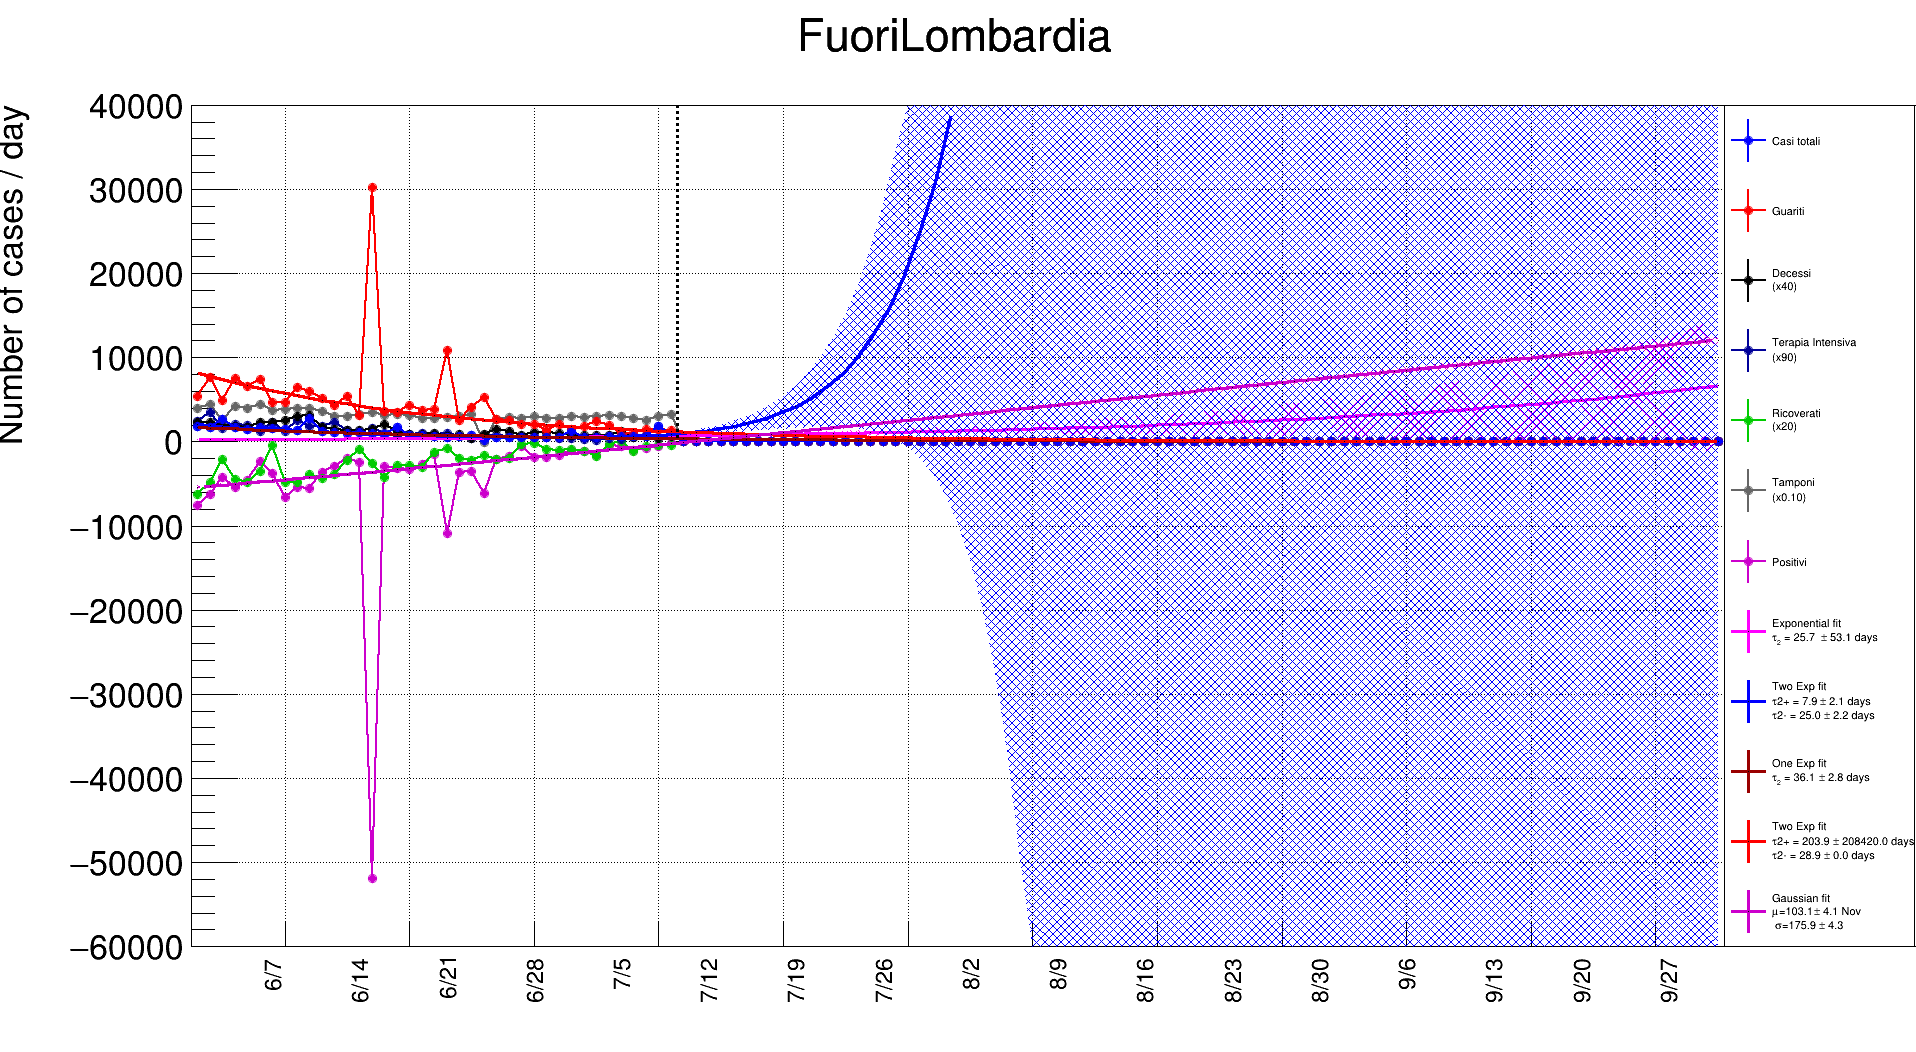 FuoriLombardia
Number of cases / day
40000
30000
20000
10000
0
−10000
−20000
−30000
−40000
−50000
−60000
6/7
6/14
6/21
6/28
7/5
7/12
7/19
7/26
8/2
8/9
8/16
8/23
8/30
9/6
9/13
9/20
9/27
Casi totali
Guariti
Decessi
(x40)
Terapia Intensiva
(x90)
Ricoverati
(x20)
Tamponi
(x0.10)
Positivi
Exponential fit
τ2 = 25.7 ± 53.1 days
Two Exp fit
τ2+ = 7.9 ± 2.1 days
τ2- = 25.0 ± 2.2 days
One Exp fit
τ2 = 36.1 ± 2.8 days
Two Exp fit
τ2+ = 203.9 ± 208420.0 days
τ2- = 28.9 ± 0.0 days
Gaussian fit
μ=103.1± 4.1 Nov
σ=175.9 ± 4.3